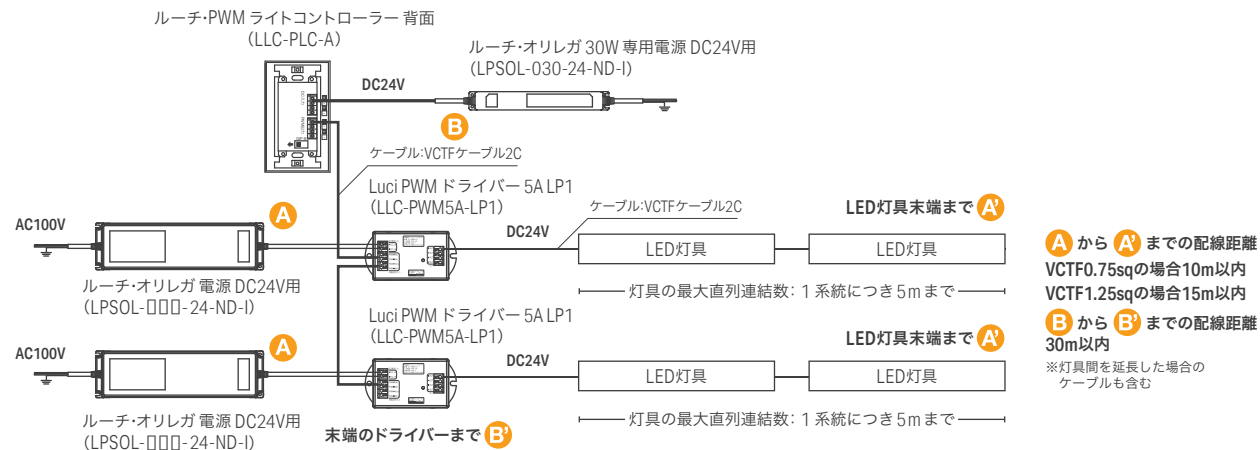 ルーチ・PWM ライトコントローラー 背面
(LLC-PLC-A)
ルーチ・オリレガ 30W 専用電源 DC24V用
(LPSOL-030-24-ND-I)
DC24V
B
ケーブル:VCTFケーブル2C
Luci PWM ドライバー 5A LP1
(LLC-PWM5A-LP1)
ケーブル:VCTFケーブル2C
LED灯具末端まで A'
AC100V
A
DC24V
LED灯具
LED灯具
ルーチ・オリレガ 電源 DC24V用
(LPSOL-▯▯▯-24-ND-I)
灯具の最大直列連結数: 1 系統につき 5m まで
Luci PWM ドライバー 5A LP1
(LLC-PWM5A-LP1)
LED灯具末端まで A'
AC100V
A
DC24V
LED灯具
LED灯具
ルーチ・オリレガ 電源 DC24V用
(LPSOL-▯▯▯-24-ND-I)
灯具の最大直列連結数: 1 系統につき 5m まで
末端のドライバーまで B'
A から A' までの配線距離
VCTF0.75sqの場合10m以内
VCTF1.25sqの場合15m以内
B から B' までの配線距離
30m以内
※灯具間を延長した場合の
ケーブルも含む